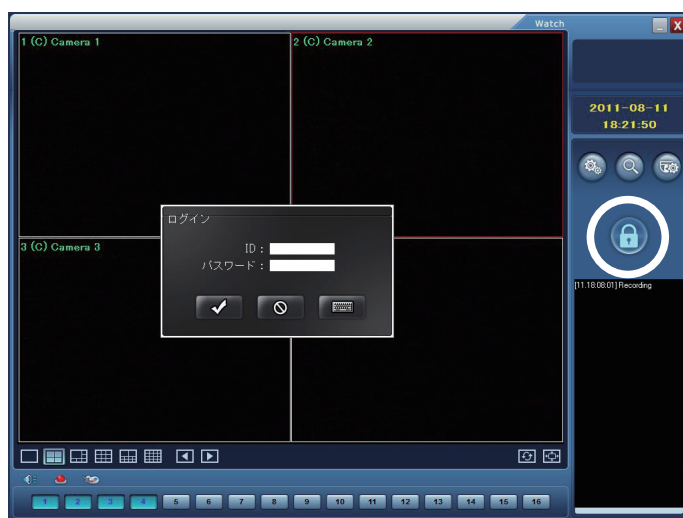 Watch
1 (C) Camera 1
2 (C) Camera 2
2011-08-11
18:21:50
ログイン
ID :
パスワード :
3 (C) Camera 3
[11.18:08:01] Recording
1 2 3 4 5 6 7 8 9 10 11 12 13 14 15 16